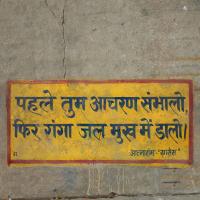 पहले तुम आचरण संभालो,
फिर गंगा जल मुख में डालो।